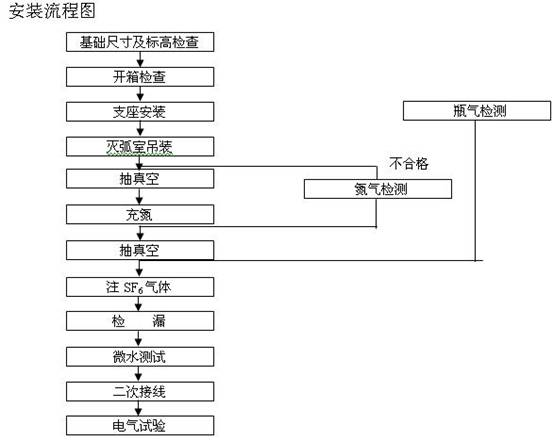 安装流程图
基础尺寸及标高检查
开箱检查
支座安装
瓶气检测
灭弧室吊装
不合格
抽真空
氮气检测
充氮
抽真空
注 SF₆气体
检 漏
微水测试
二次接线
电气试验